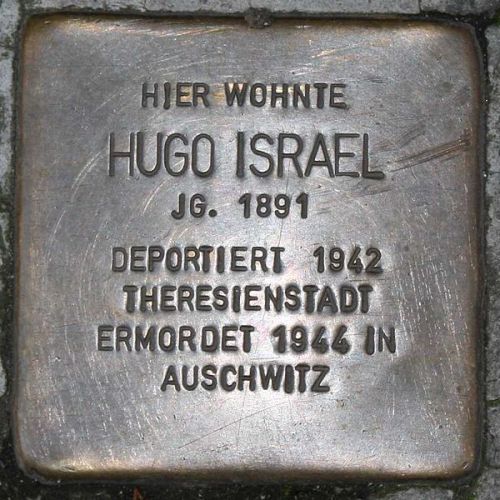 HIER WOHNTE
HUGO ISRAEL
JG. 1891
DEPORTIERT 1942
THERESIENSTADT
ERMORDET 1944 IN
AUSCHWITZ